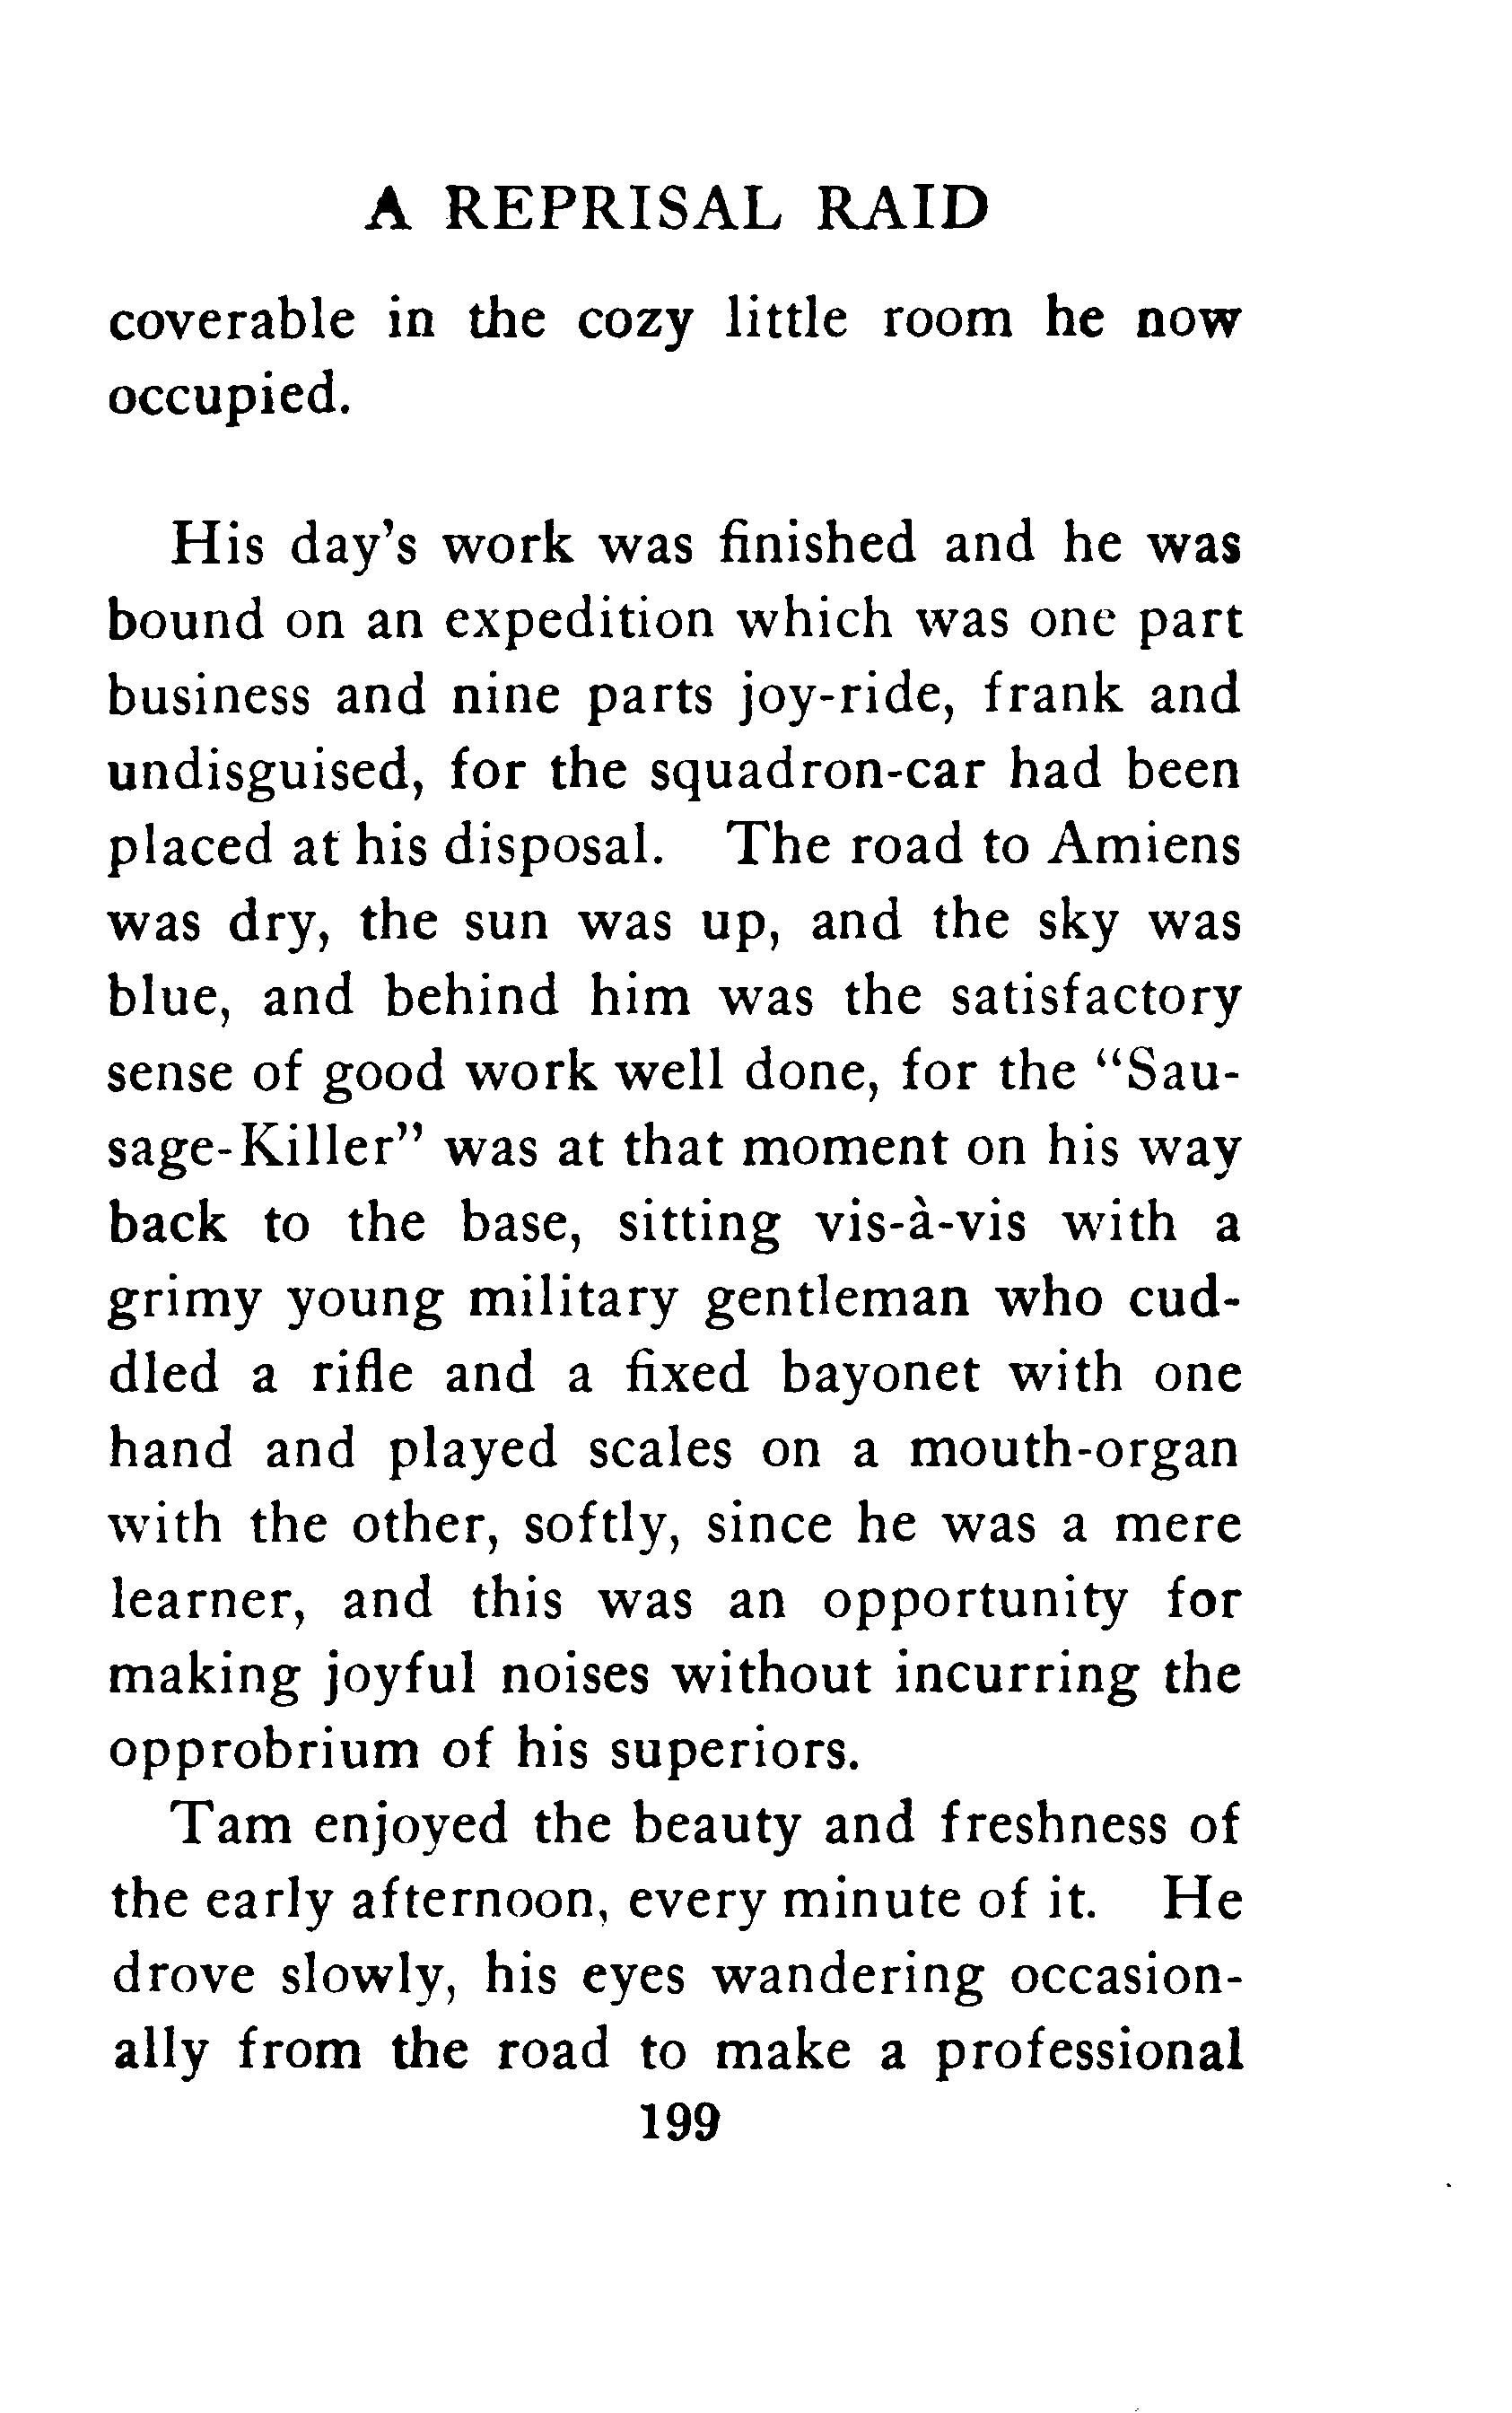 A REPRISAL RAID
coverable in the cozy little room he now
occupied.
His day's work was finished and he was
bound on an expedition which was one part
business and nine parts joy-ride, frank and
undisguised, for the squadron-car had been
placed at his disposal. The road to Amiens
was dry, the sun was up, and the sky was
blue, and behind him was the satisfactory
sense of good work well done, for the "Sau-
sage-Killer" was at that moment on his way
back to the base, sitting vis-à-vis with a
grimy young military gentleman who cud-
dled a rifle and a fixed bayonet with one
hand and played scales on a mouth-organ
with the other, softly, since he was a mere
learner, and this was an opportunity for
making joyful noises without incurring the
opprobrium of his superiors.
Tam enjoyed the beauty and freshness of
the early afternoon, every minute of it. He
drove slowly, his eyes wandering occasion-
ally from the road to make a professional
199